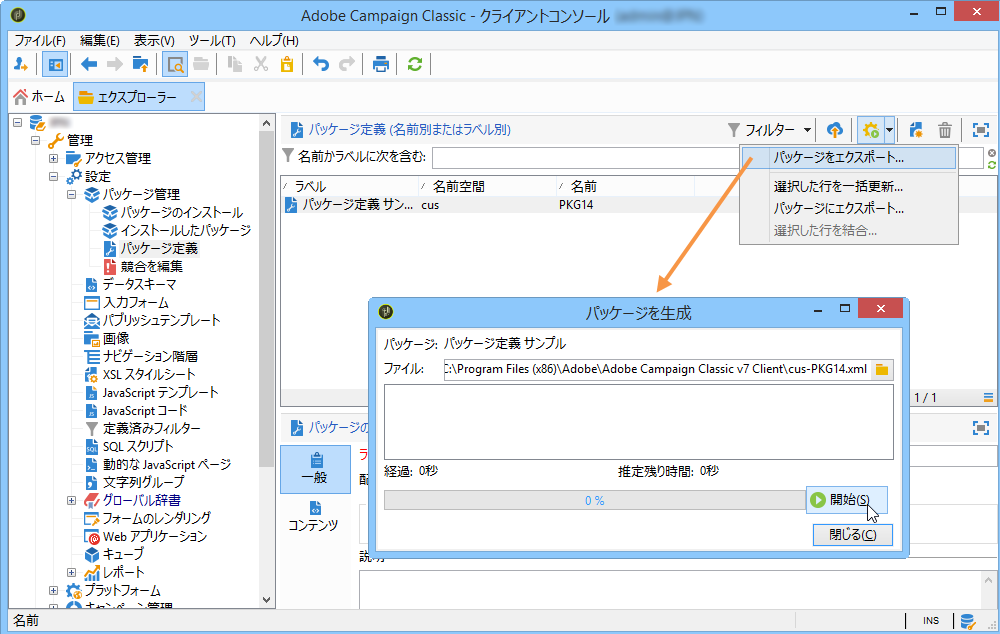 Adobe Campaign Classic - クライアントコンソール
ファイル(F) 編集(E) 表示(V) ツール(T) ヘルプ(H)
ホーム エクスプローラー
管理
アクセス管理
設定
パッケージ管理
パッケージのインストール
インストールしたパッケージ
パッケージ定義
競合を編集
データスキーマ
入力フォーム
パブリッシュテンプレート
画像
ナビゲーション階層
XSL スタイルシート
JavaScript テンプレート
JavaScript コード
定義済みフィルター
SQL スクリプト
動的な JavaScript ページ
文字列グループ
グローバル辞書
フォームのレンダリング
Web アプリケーション
キューブ
レポート
プラットフォーム
キャンペーン管理
パッケージ定義 (名前別またはラベル別)
フィルター
名前かラベルに次を含む:
ラベル 名前空間 名前
パッケージ定義 サン... cus PKG14
パッケージをエクスポート...
選択した行を一括更新...
パッケージにエクスポート...
選択した行を結合...
1 / 1
パッケージの
一般
コンテンツ
説明
パッケージを生成
パッケージ: パッケージ定義 サンプル
ファイル: C:\Program Files (x86)\Adobe\Adobe Campaign Classic v7 Client\cus-PKG14.xml
経過: 0秒 推定残り時間: 0秒
0 %
開始(S)
閉じる(C)
名前 INS